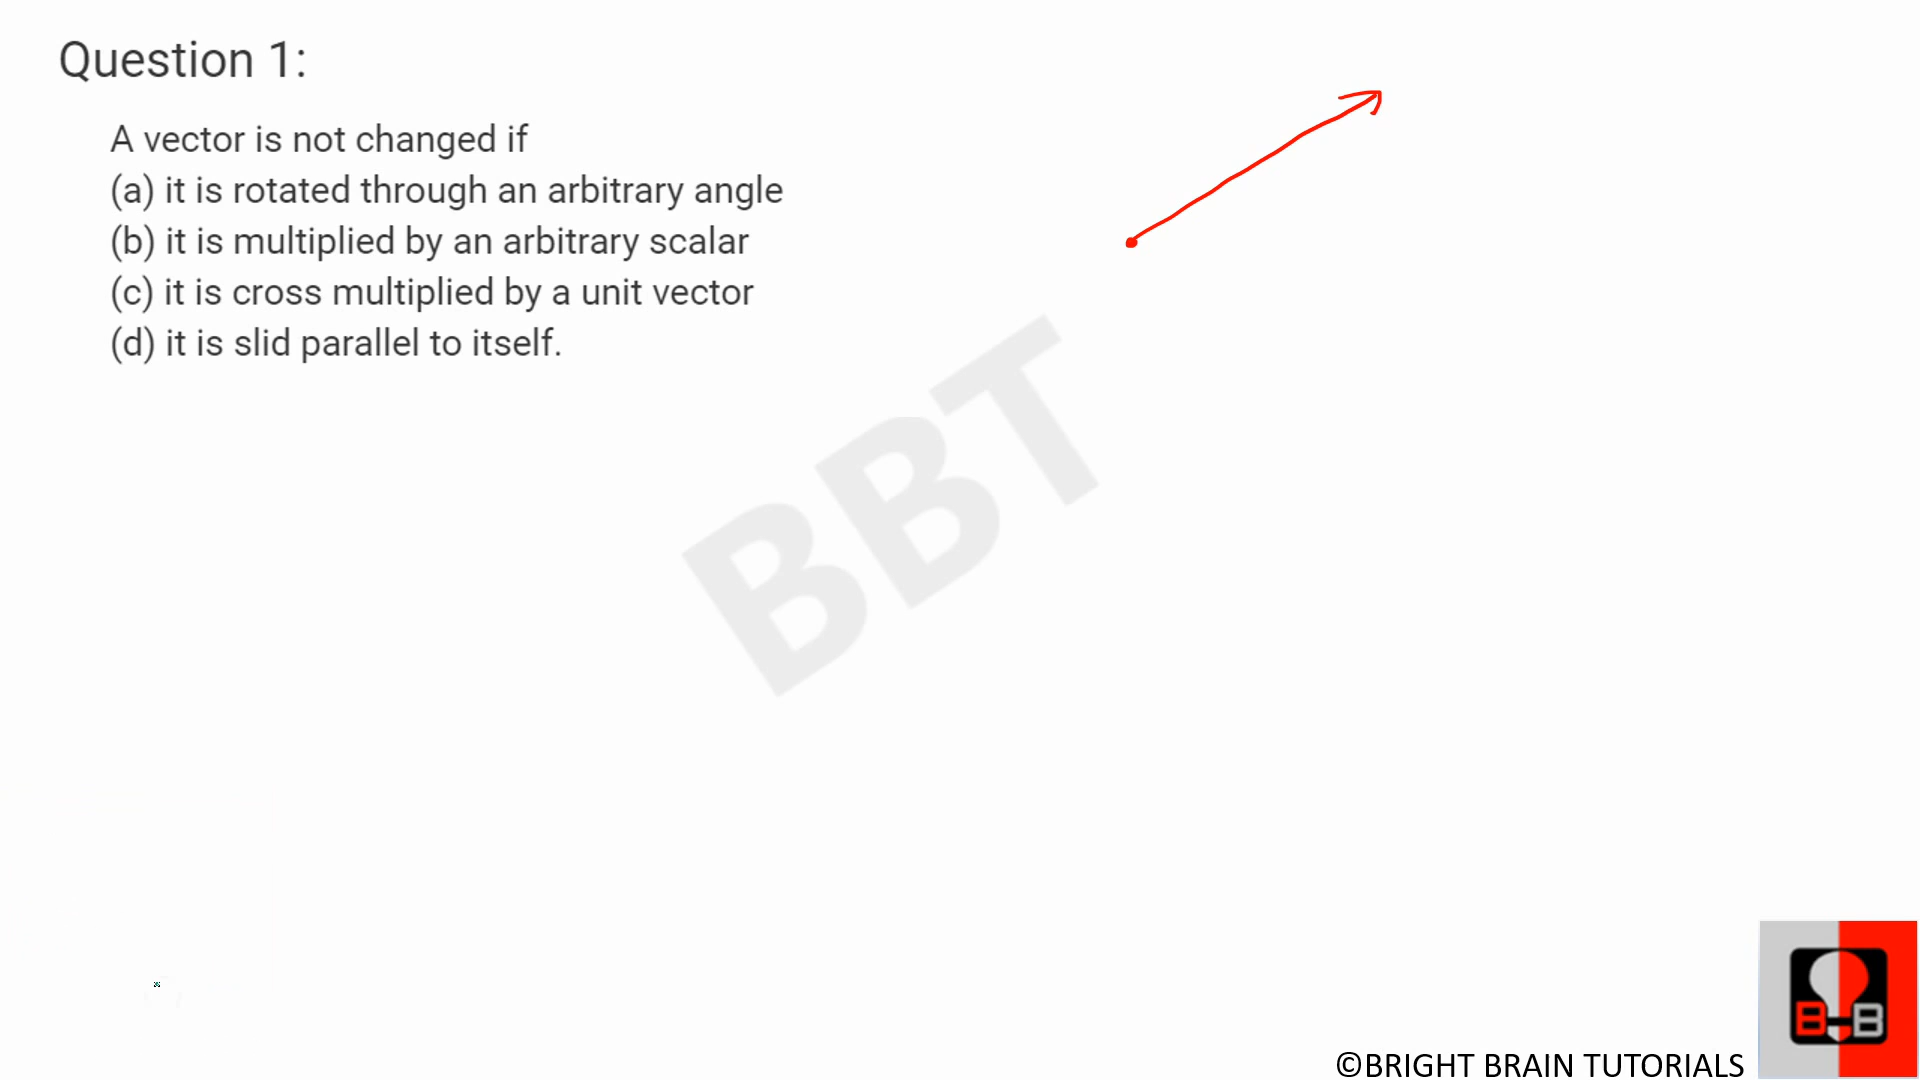 Question 1:
A vector is not changed if
(a) it is rotated through an arbitrary angle
(b) it is multiplied by an arbitrary scalar
(c) it is cross multiplied by a unit vector
(d) it is slid parallel to itself.
BBT
B B
©BRIGHT BRAIN TUTORIALS